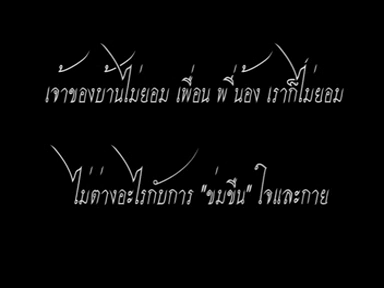 เจ้าของบ้านไม่ยอม เพื่อน พี่น้อง เราก็ไม่ยอม
ไม่ต่างอะไรกับการ "ข่มขืน" ใจและกาย